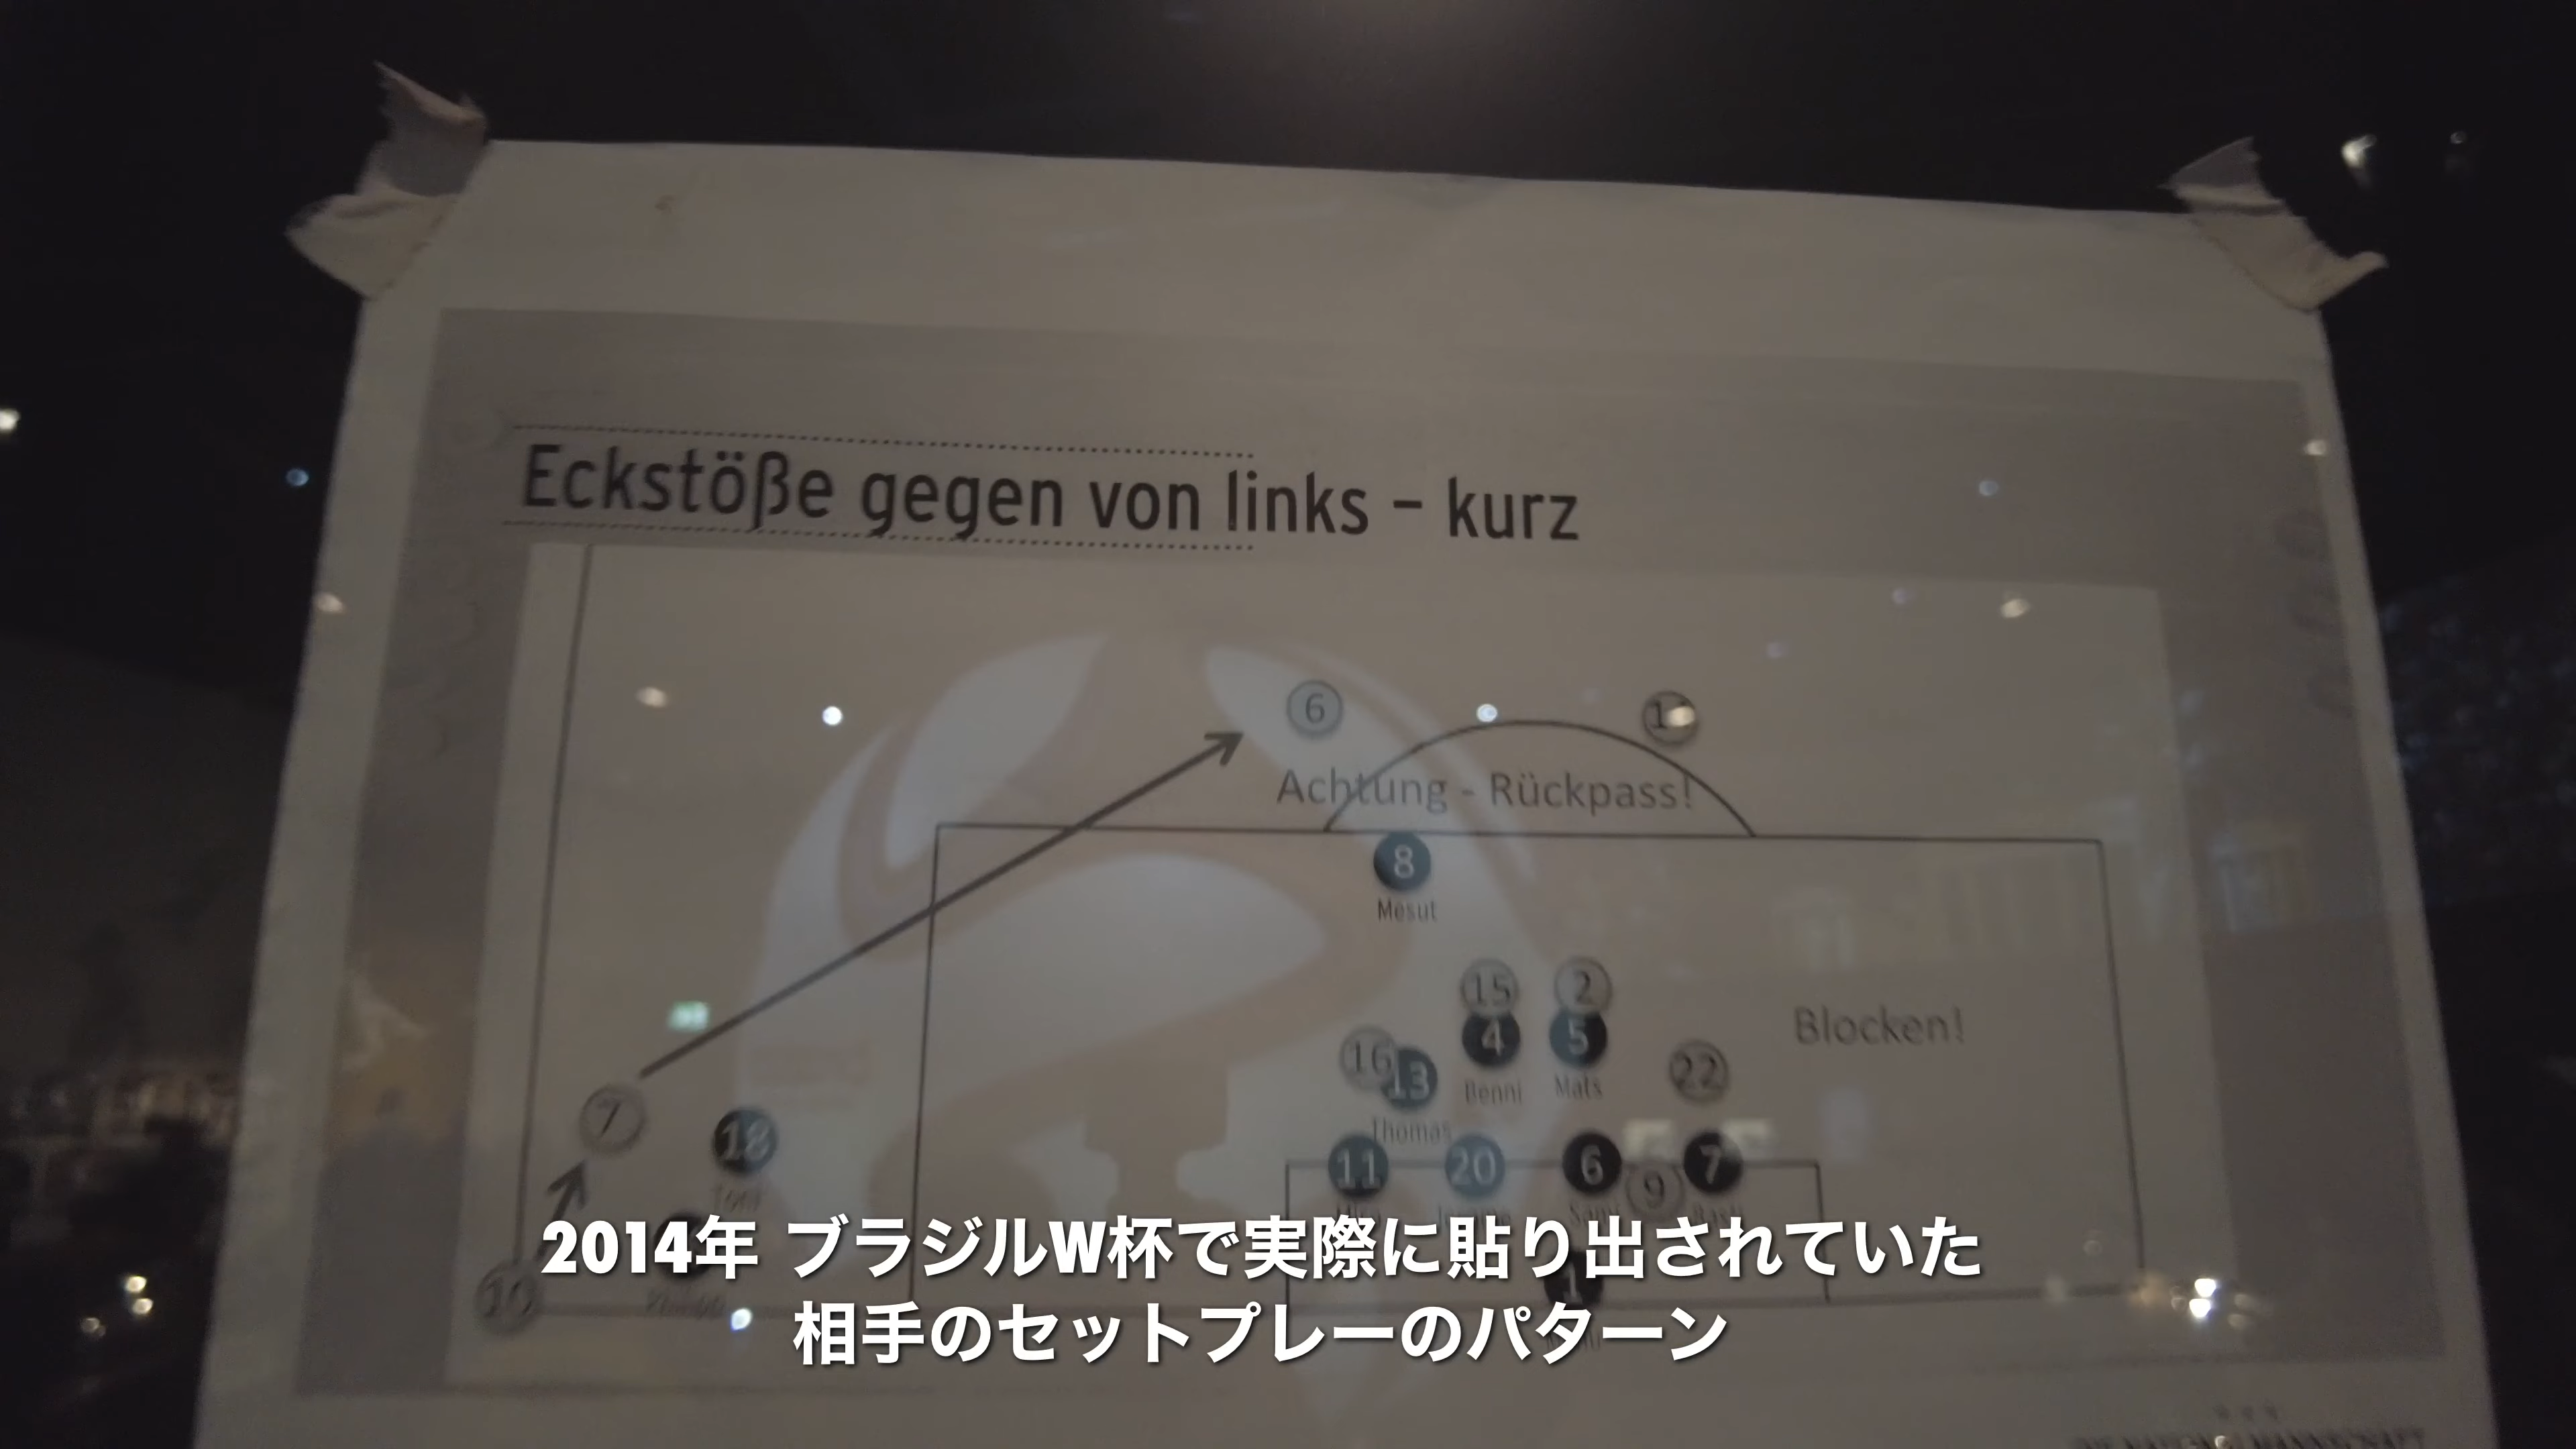 Eckstöße gegen von links – kurz
6
Achtung - Rückpass!
8
Mesut
15 2
4 5
Benni Mats
Blocken!
16 13
22
Thomas
7
18
11 20 6 7
9
2014年 ブラジルW杯で実際に貼り出されていた
1
相手のセットプレーのパターン